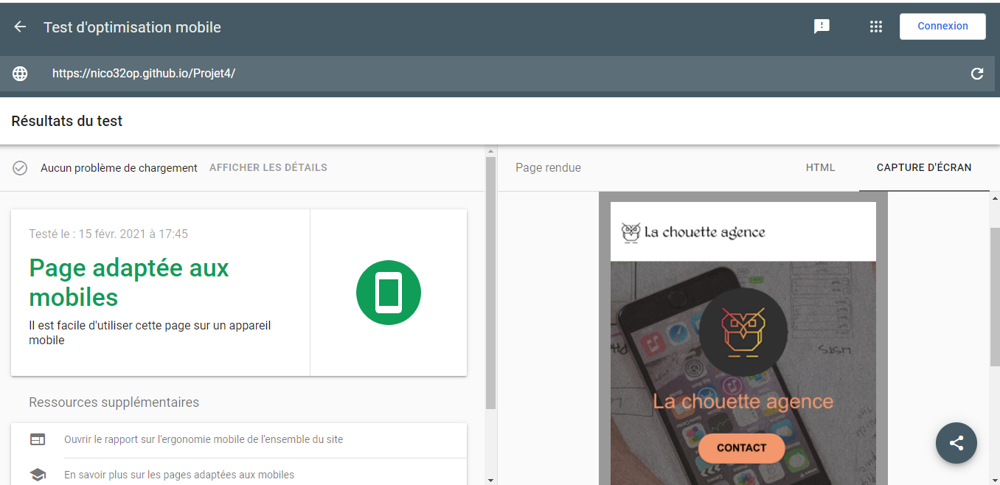 Test d'optimisation mobile
Connexion
https://nico32op.github.io/Projet4/
Résultats du test
Aucun problème de chargement AFFICHER LES DÉTAILS
Testé le : 15 févr. 2021 à 17:45
Page adaptée aux
mobiles
Il est facile d'utiliser cette page sur un appareil
mobile
Ressources supplémentaires
Ouvrir le rapport sur l'ergonomie mobile de l'ensemble du site
En savoir plus sur les pages adaptées aux mobiles
Page rendue
HTML
CAPTURE D'ÉCRAN
La chouette agence
La chouette agence
CONTACT